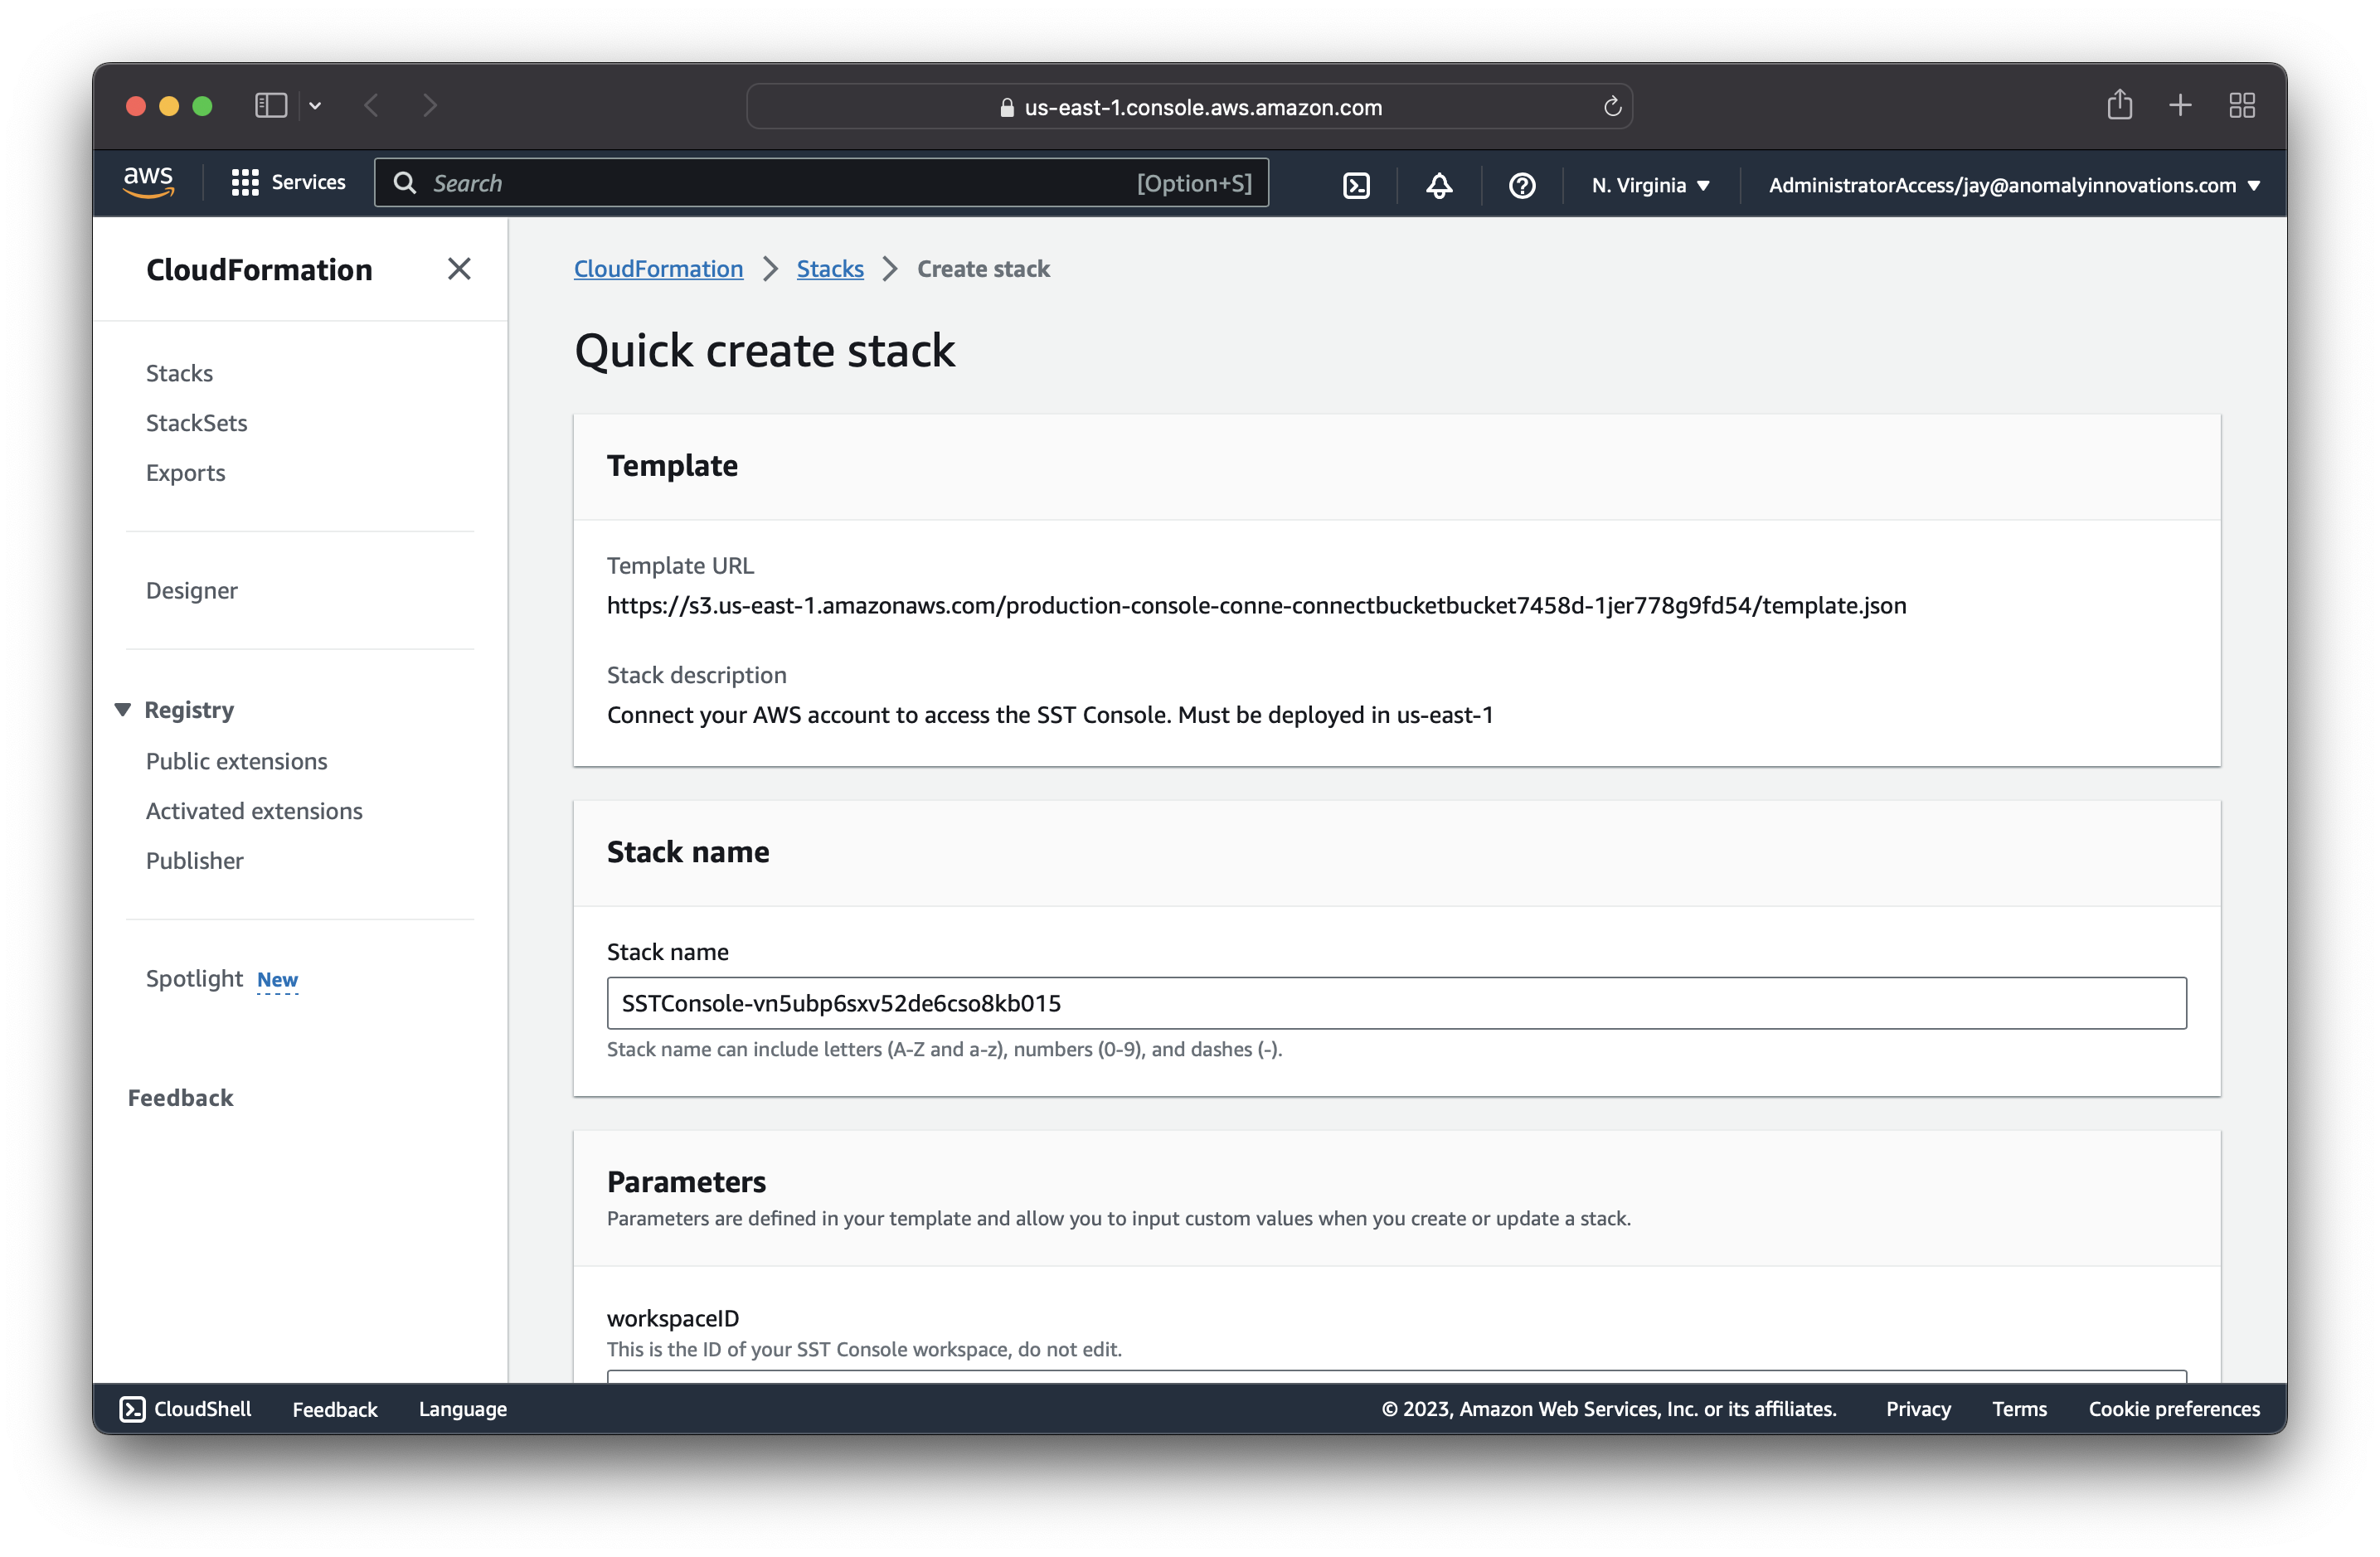 us-east-1.console.aws.amazon.com
aws
Services
Search
[Option+S]
N. Virginia
AdministratorAccess/jay@anomalyinnovations.com
CloudFormation
Stacks
StackSets
Exports
Designer
Registry
Public extensions
Activated extensions
Publisher
Spotlight New
Feedback
CloudFormation Stacks Create stack
Quick create stack
Template
Template URL
https://s3.us-east-1.amazonaws.com/production-console-conne-connectbucketbucket7458d-1jer778g9fd54/template.json
Stack description
Connect your AWS account to access the SST Console. Must be deployed in us-east-1
Stack name
Stack name
SSTConsole-vn5ubp6sxv52de6cso8kb015
Stack name can include letters (A-Z and a-z), numbers (0-9), and dashes (-).
Parameters
Parameters are defined in your template and allow you to input custom values when you create or update a stack.
workspaceID
This is the ID of your SST Console workspace, do not edit.
CloudShell
Feedback
Language
© 2023, Amazon Web Services, Inc. or its affiliates.
Privacy
Terms
Cookie preferences